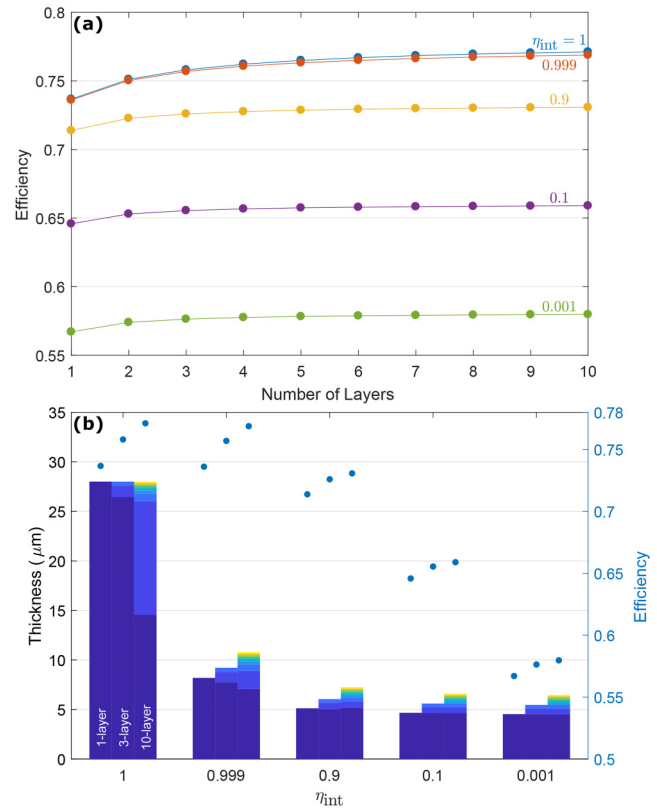 (a)
0.8
0.75
0.7
0.65
0.6
0.55
Efficiency
η_int = 1
0.999
0.9
0.1
0.001
1 2 3 4 5 6 7 8 9 10
Number of Layers
(b)
35
30
25
20
15
10
5
0
Thickness (μm)
1-layer
3-layer
10-layer
0.78
0.75
0.7
0.65
0.6
0.55
0.5
Efficiency
1 0.999 0.9 0.1 0.001
η_int